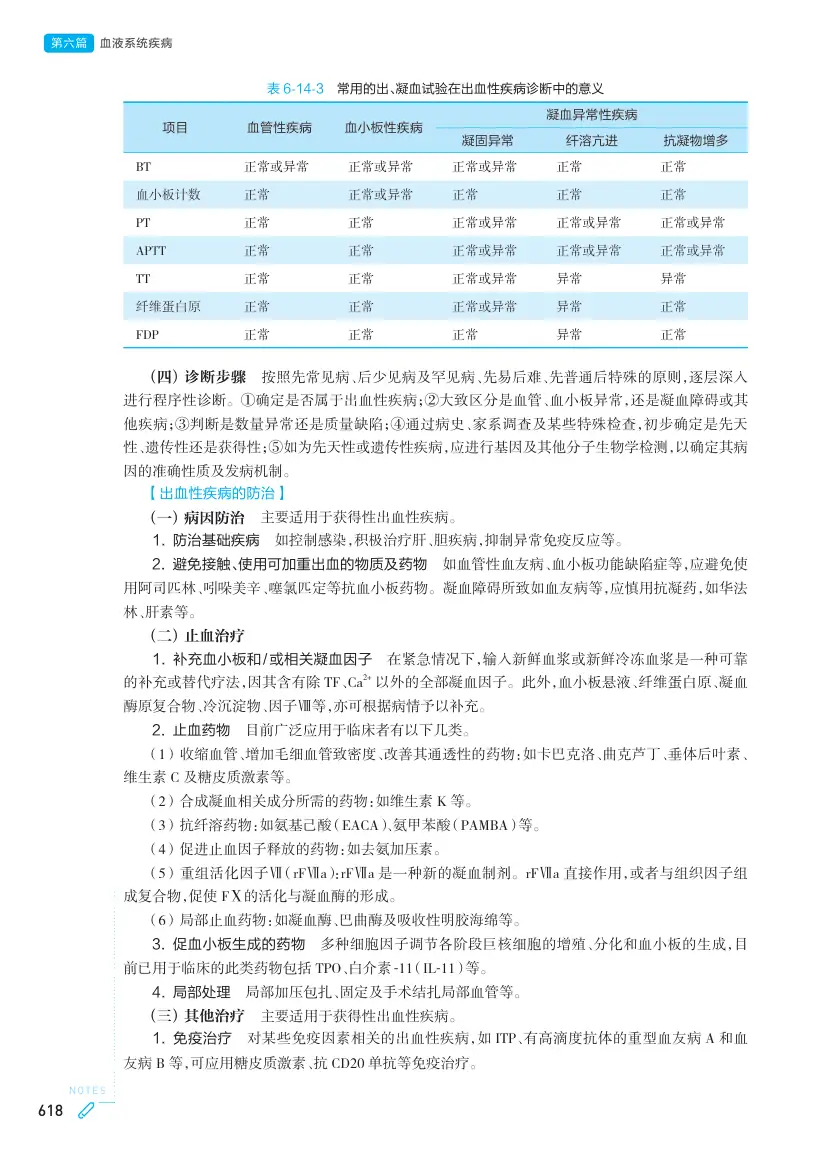 第六篇 血液系统疾病
表 6-14-3 常用的出、凝血试验在出血性疾病诊断中的意义
项目 血管性疾病 血小板性疾病 凝血异常性疾病
凝固异常 纤溶亢进 抗凝物增多
BT 正常或异常 正常或异常 正常或异常 正常 正常
血小板计数 正常 正常或异常 正常 正常 正常
PT 正常 正常 正常或异常 正常或异常 正常或异常
APTT 正常 正常 正常或异常 正常或异常 正常或异常
TT 正常 正常 正常或异常 异常 异常
纤维蛋白原 正常 正常 正常或异常 异常 正常
FDP 正常 正常 正常 异常 正常
（四）诊断步骤 按照先常见病、后少见病及罕见病、先易后难、先普通后特殊的原则，逐层深入
进行程序性诊断。①确定是否属于出血性疾病；②大致区分是血管、血小板异常，还是凝血障碍或其
他疾病；③判断是数量异常还是质量缺陷；④通过病史、家系调查及某些特殊检查，初步确定是先天
性、遗传性还是获得性；⑤如为先天性或遗传性疾病，应进行基因及其他分子生物学检测，以确定其病
因的准确性质及发病机制。
【出血性疾病的防治】
（一）病因防治 主要适用于获得性出血性疾病。
1. 防治基础疾病 如控制感染，积极治疗肝、胆疾病，抑制异常免疫反应等。
2. 避免接触、使用可加重出血的物质及药物 如血管性血友病、血小板功能缺陷症等，应避免使
用阿司匹林、吲哚美辛、噻氯匹定等抗血小板药物。凝血障碍所致如血友病等，应慎用抗凝药，如华法
林、肝素等。
（二）止血治疗
1. 补充血小板和/或相关凝血因子 在紧急情况下，输入新鲜血浆或新鲜冷冻血浆是一种可靠
的补充或替代疗法，因其含有除 TF、Ca²⁺ 以外的全部凝血因子。此外，血小板悬液、纤维蛋白原、凝血
酶原复合物、冷沉淀物、因子Ⅷ等，亦可根据病情予以补充。
2. 止血药物 目前广泛应用于临床者有以下几类。
（1）收缩血管、增加毛细血管致密度、改善其通透性的药物：如卡巴克洛、曲克芦丁、垂体后叶素、
维生素 C 及糖皮质激素等。
（2）合成凝血相关成分所需的药物：如维生素 K 等。
（3）抗纤溶药物：如氨基己酸（EACA）、氨甲苯酸（PAMBA）等。
（4）促进止血因子释放的药物：如去氨加压素。
（5）重组活化因子Ⅶ（rFⅦa）：rFⅦa 是一种新的凝血制剂。rFⅦa 直接作用，或者与组织因子组
成复合物，促使 FⅩ的活化与凝血酶的形成。
（6）局部止血药物：如凝血酶、巴曲酶及吸收性明胶海绵等。
3. 促血小板生成的药物 多种细胞因子调节各阶段巨核细胞的增殖、分化和血小板的生成，目
前已用于临床的此类药物包括 TPO、白介素-11（IL-11）等。
4. 局部处理 局部加压包扎、固定及手术结扎局部血管等。
（三）其他治疗 主要适用于获得性出血性疾病。
1. 免疫治疗 对某些免疫因素相关的出血性疾病，如 ITP、有高滴度抗体的重型血友病 A 和血
友病 B 等，可应用糖皮质激素、抗 CD20 单抗等免疫治疗。
NOTES
618